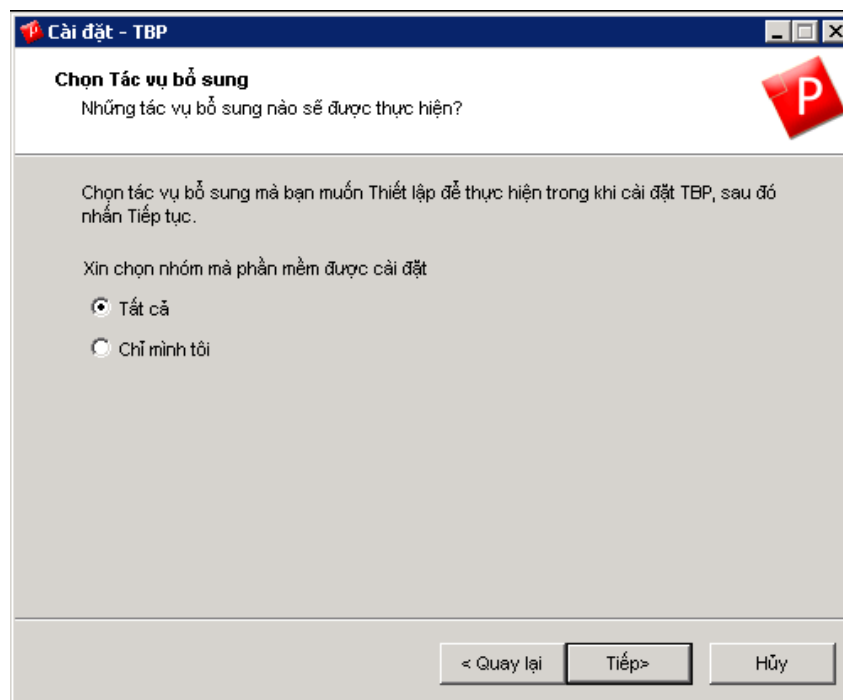 Cài đặt - TBP
Chọn Tác vụ bổ sung
Những tác vụ bổ sung nào sẽ được thực hiện?
P
Chọn tác vụ bổ sung mà bạn muốn Thiết lập để thực hiện trong khi cài đặt TBP, sau đó
nhấn Tiếp tục.
Xin chọn nhóm mà phần mềm được cài đặt
Tất cả
Chỉ mình tôi
< Quay lại
Tiếp>
Hủy